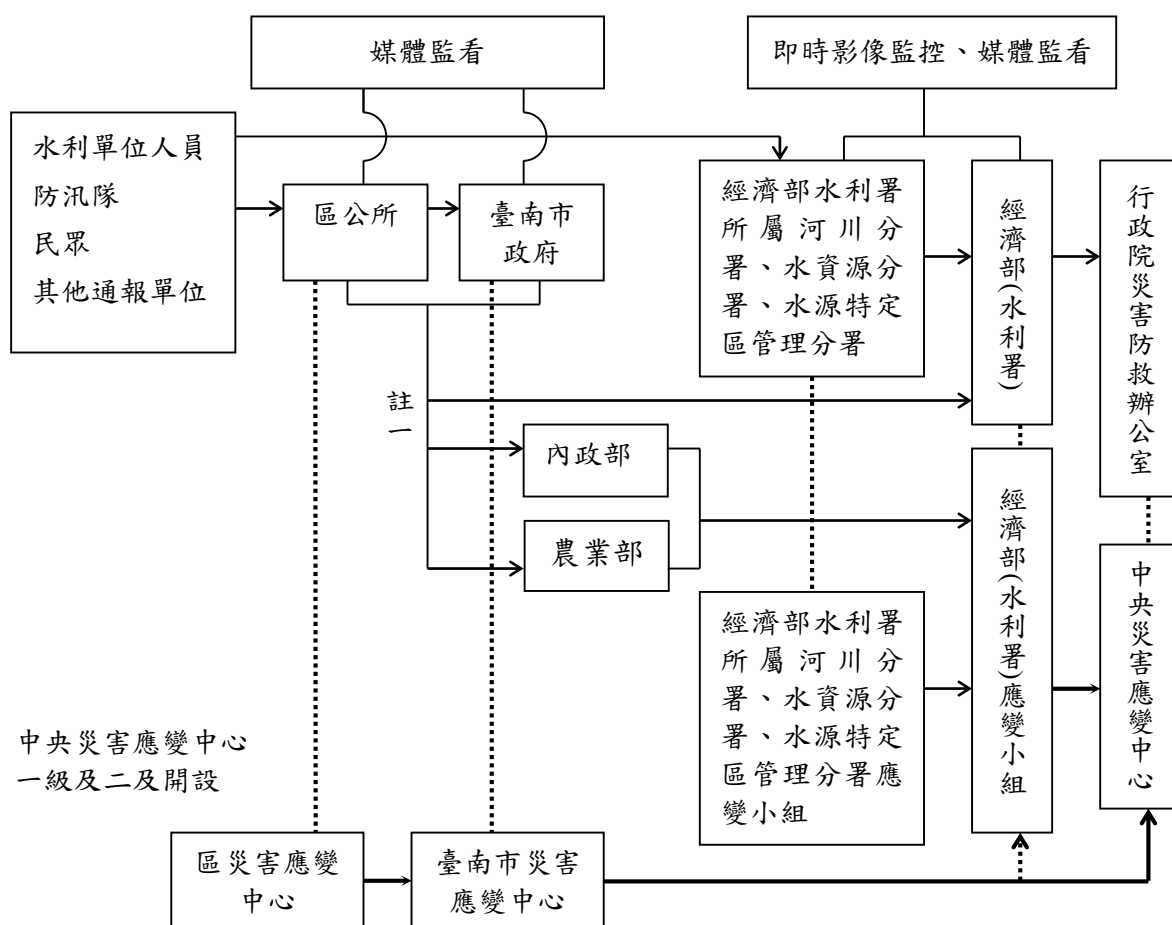 媒體監看
即時影像監控、媒體監看
水利單位人員
防汛隊
民眾
其他通報單位
區公所
臺南市
政府
經濟部水利署
所屬河川分
署、水資源分
署、水源特定
區管理分署
經濟部(水利署)
行政院災害防救辦公室
註一
內政部
農業部
經濟部水利署
所屬河川分
署、水資源分
署、水源特定
區管理分署應
變小組
經濟部(水利署)應變小組
中央災害應變中心
中央災害應變中心
一級及二及開設
區災害應變
中心
臺南市災害
應變中心